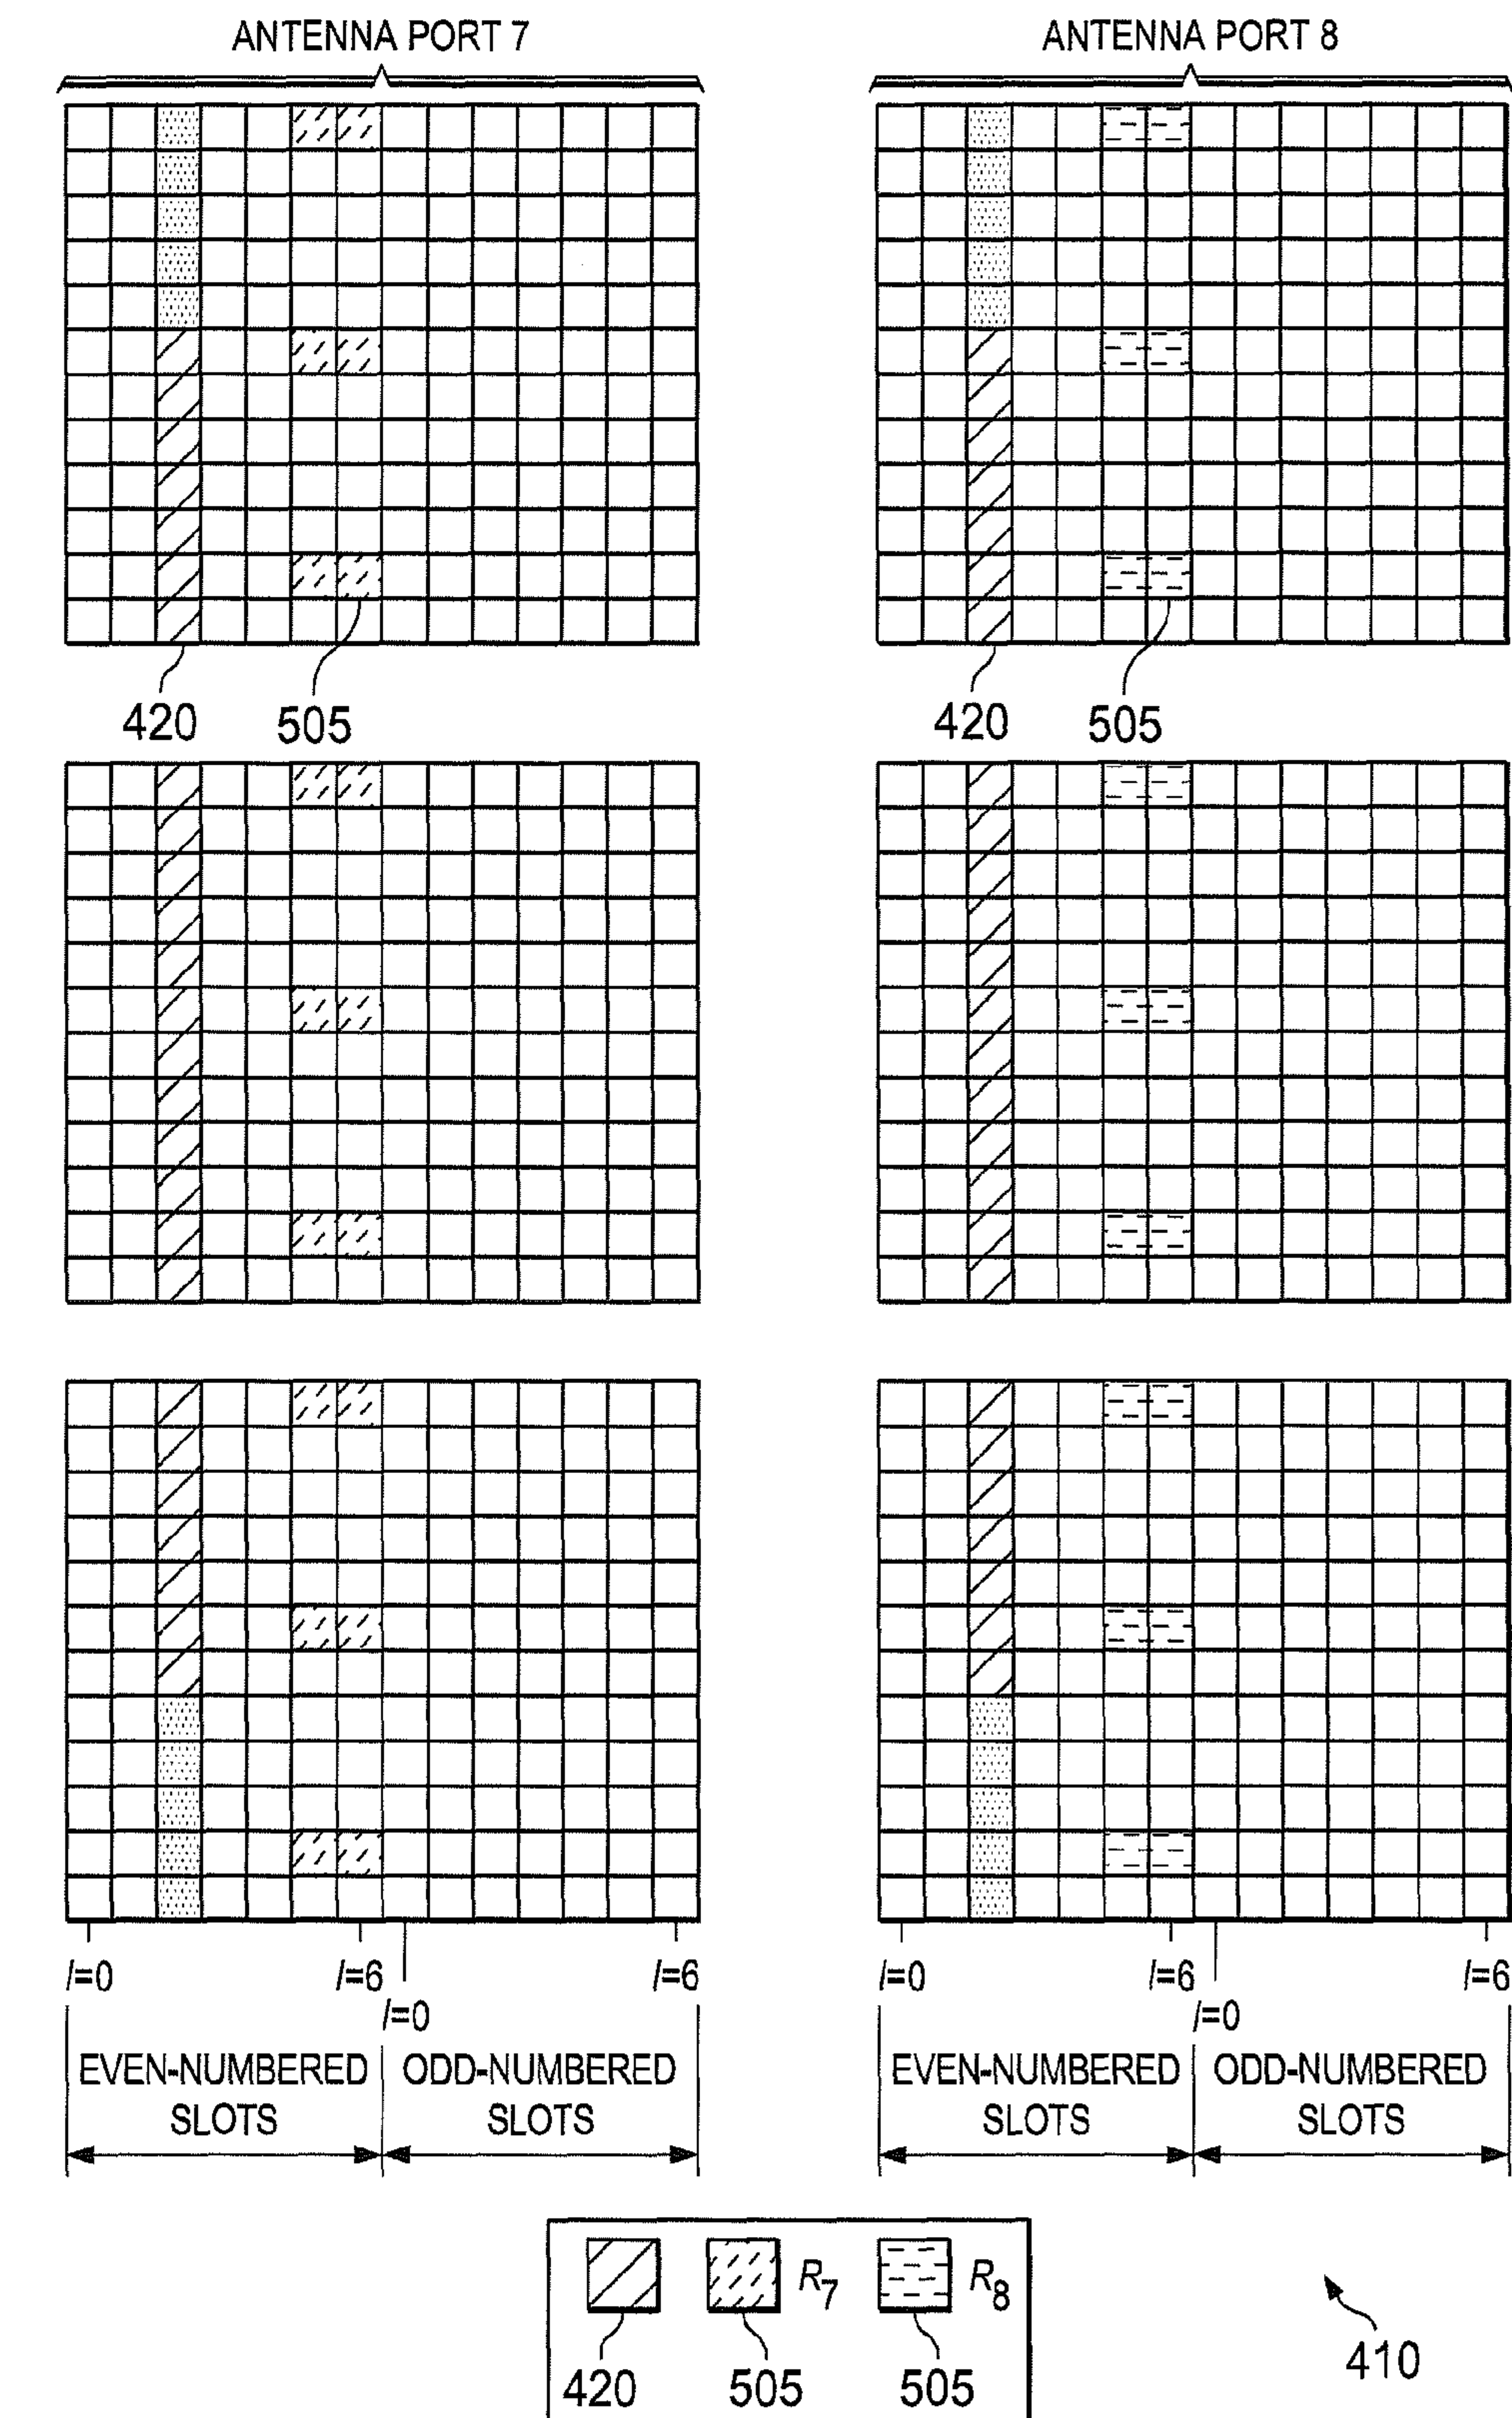 ANTENNA PORT 7 ANTENNA PORT 8
420 505 420 505
l=0 l=6 l=6 l=0 l=6 l=6
l=0 l=0
EVEN-NUMBERED ODD-NUMBERED EVEN-NUMBERED ODD-NUMBERED
SLOTS SLOTS SLOTS SLOTS
R7 R8
420 505 505
410